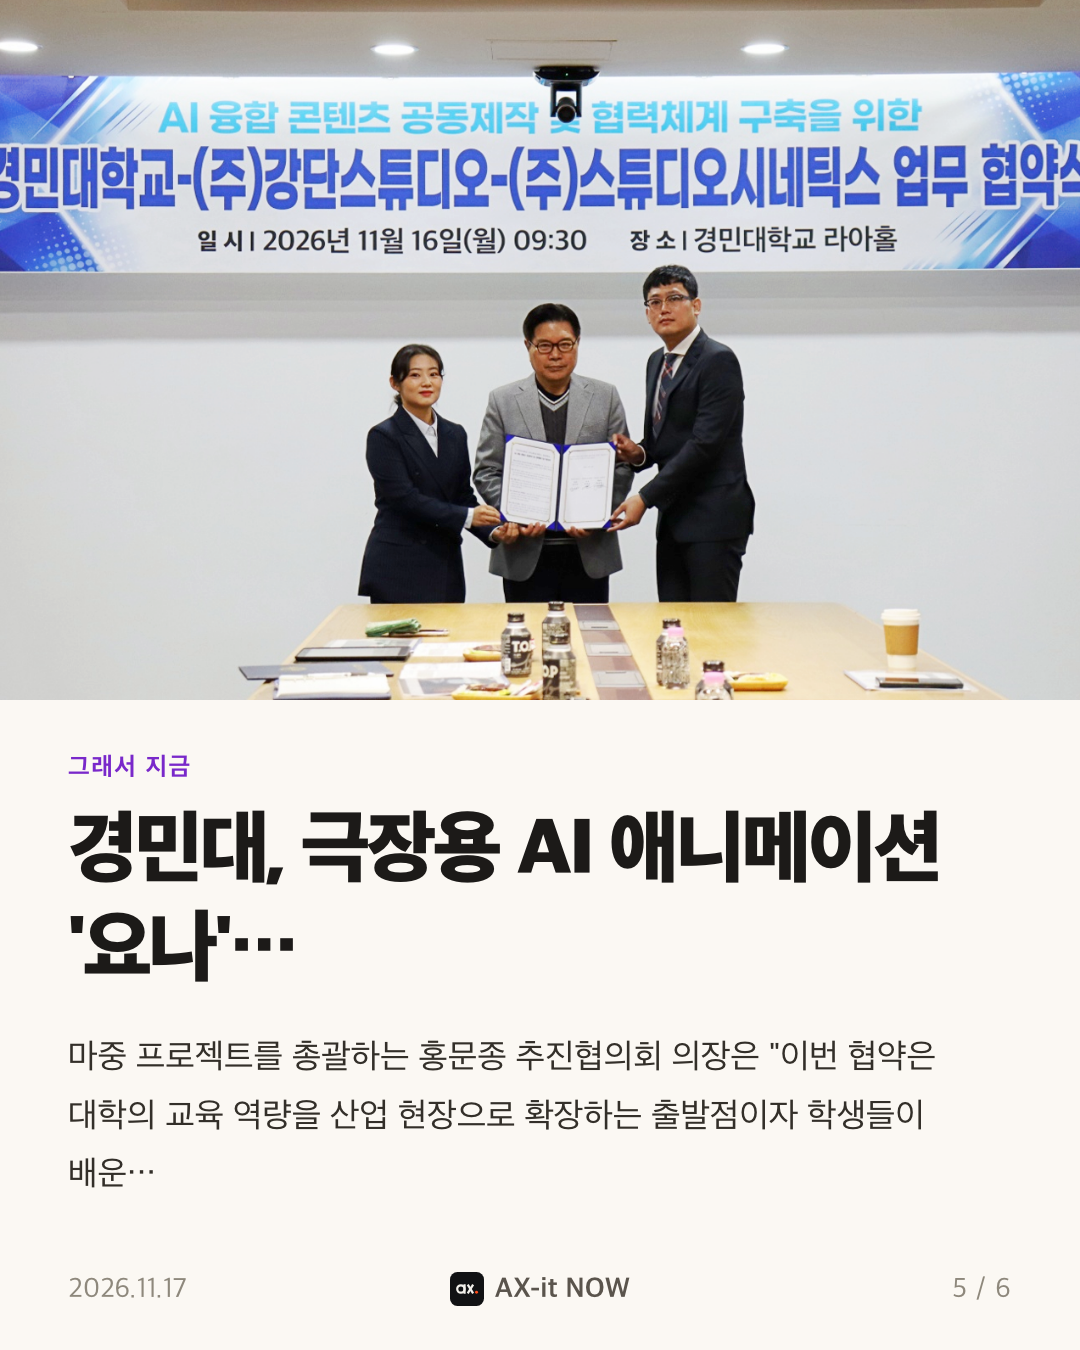 AI 융합 콘텐츠 공동제작 및 협력체계 구축을 위한
경민대학교-(주)강단스튜디오-(주)스튜디오시네틱스 업무 협약식
일 시 | 2026년 11월 16일(월) 09:30 장 소 | 경민대학교 라아홀
T.O.P
O.P
그래서 지금
경민대, 극장용 AI 애니메이션
'요나'…
마중 프로젝트를 총괄하는 홍문종 추진협의회 의장은 "이번 협약은
대학의 교육 역량을 산업 현장으로 확장하는 출발점이자 학생들이
배운…
2026.11.17
ax.
AX-it NOW
5 / 6